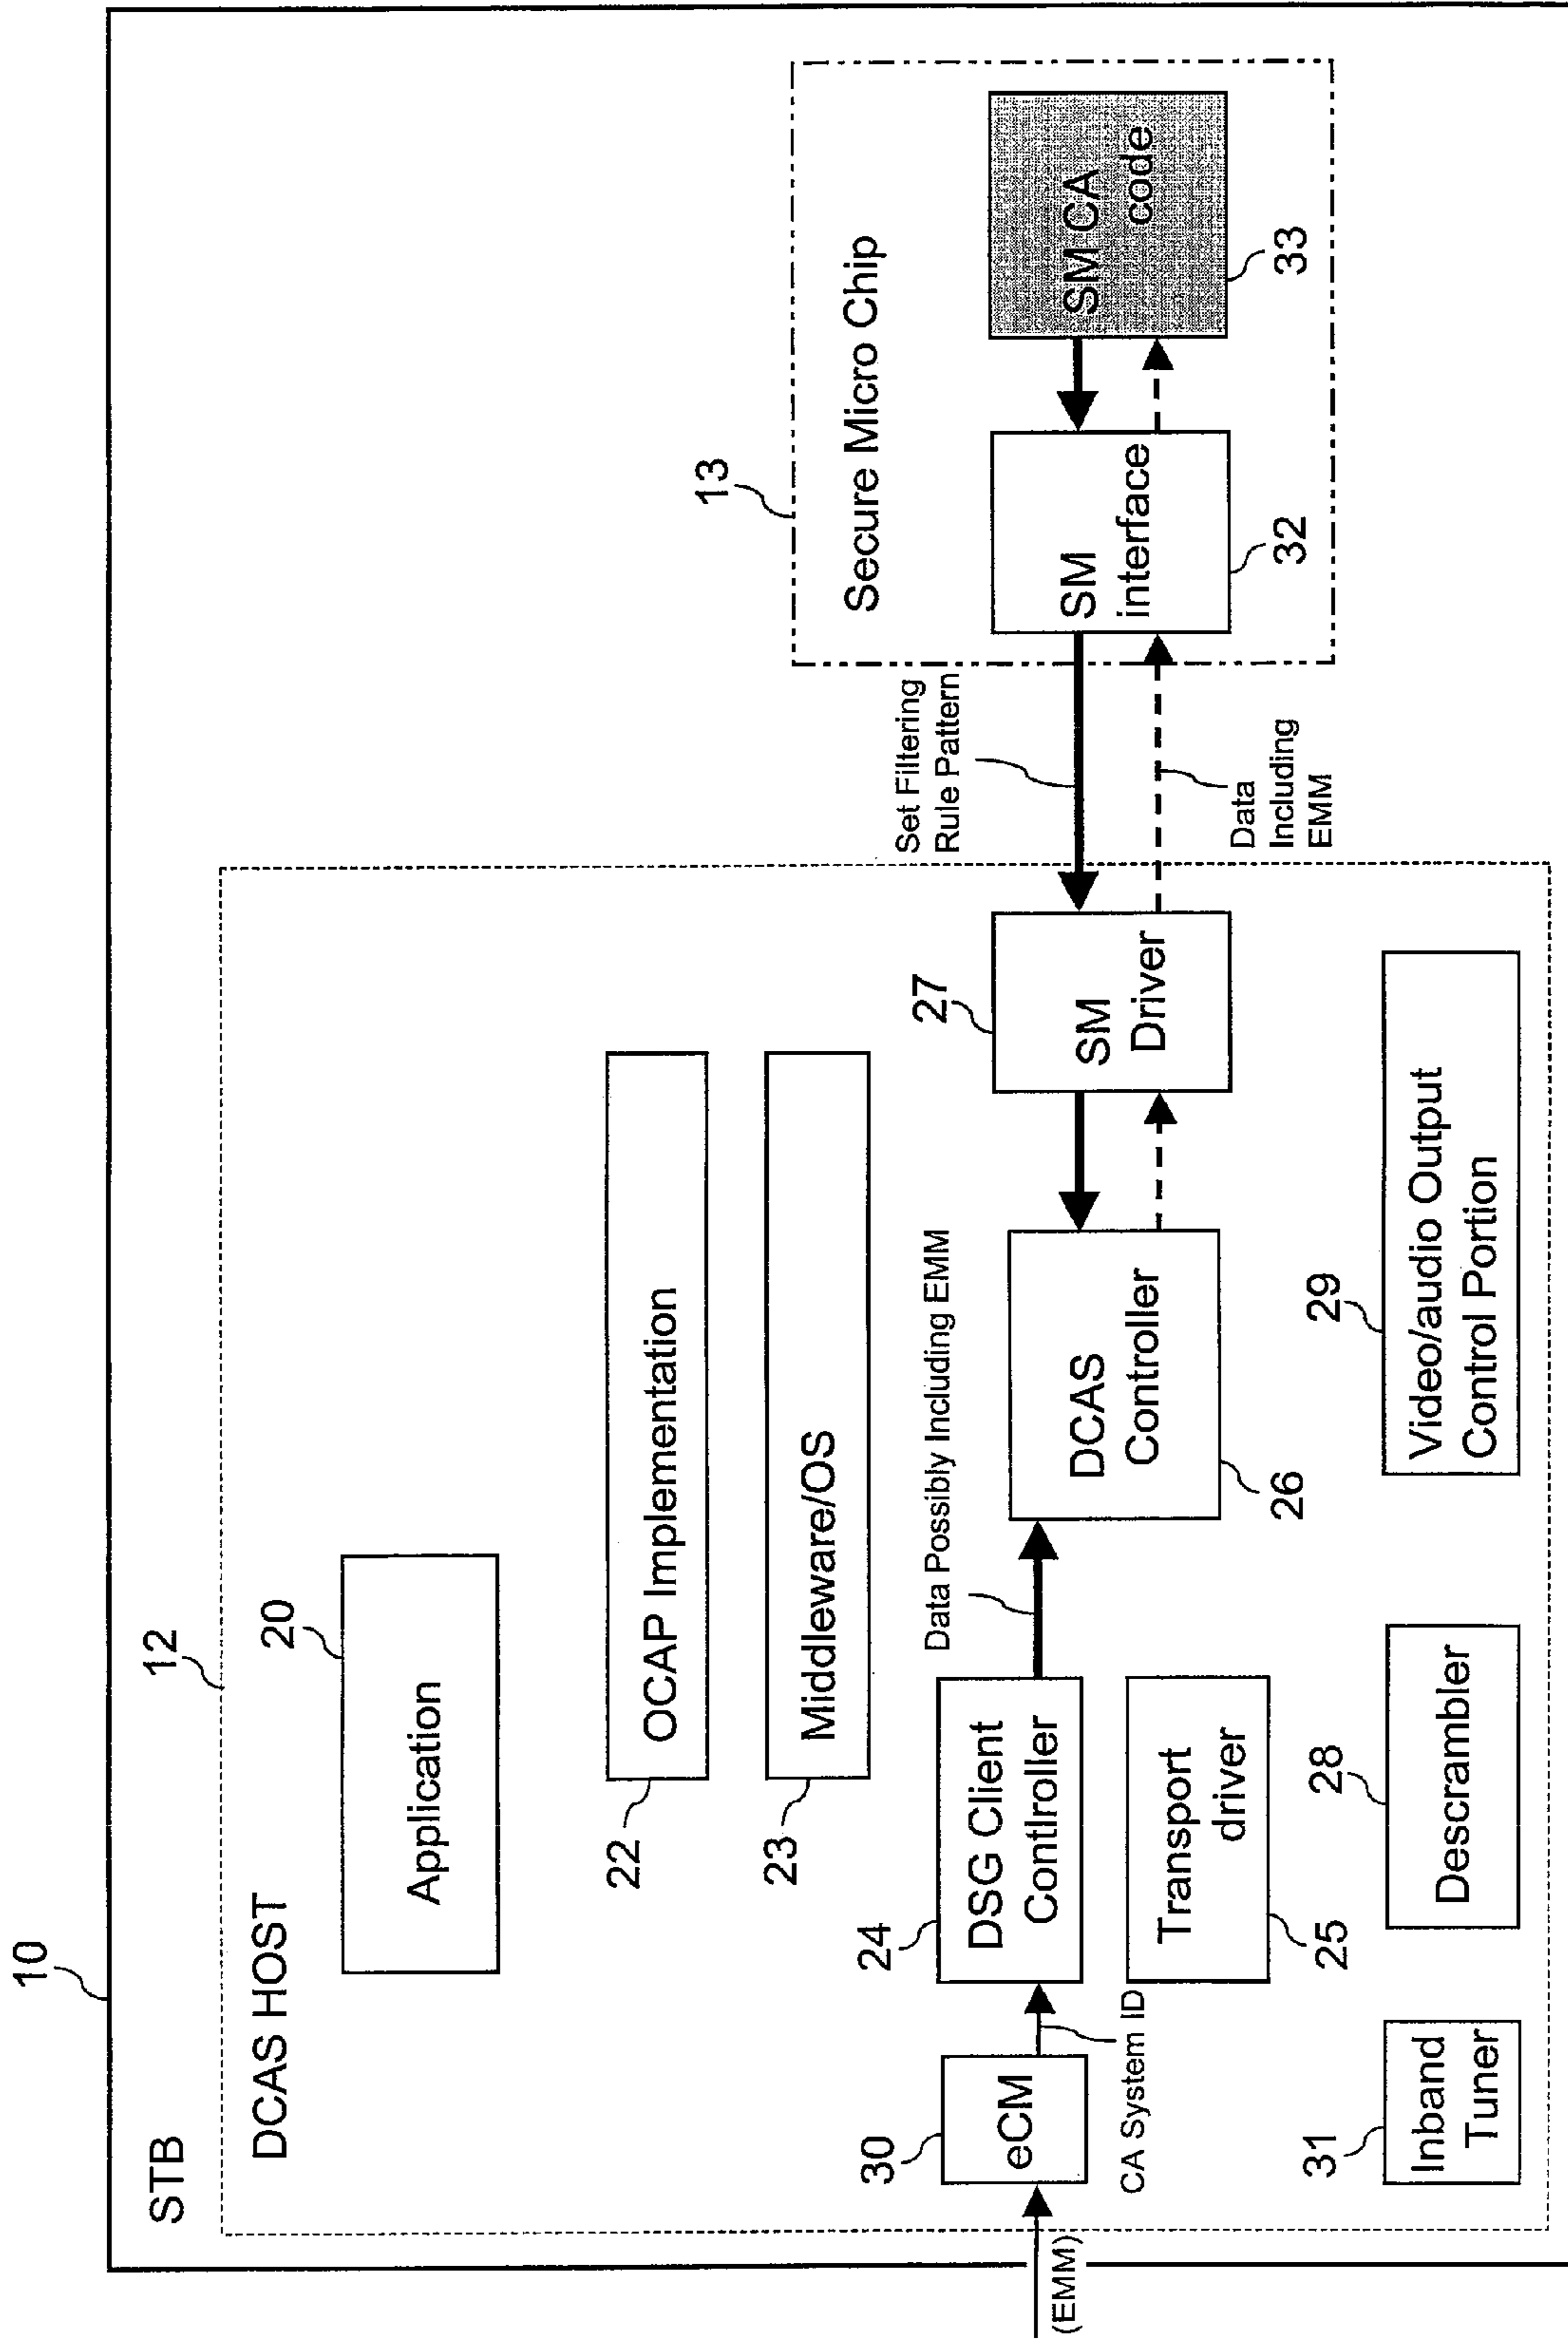 10
STB
12
DCAS HOST
20
Application
22
OCAP Implementation
23
Middleware/OS
13
Secure Micro Chip
(EMM)
30
eCM
CA System ID
24
DSG Client
Contlroller
Data Possibly Including EMM
DCAS
Controller
26
27
SM
Driver
Set Filtering
Rule Pattern
Data
Including
EMM
SM
interface
32
SM CA
code
33
Transport
driver
25
31
Inband
Tuner
28
Descrambler
29
Video/audio Output
Control Portion